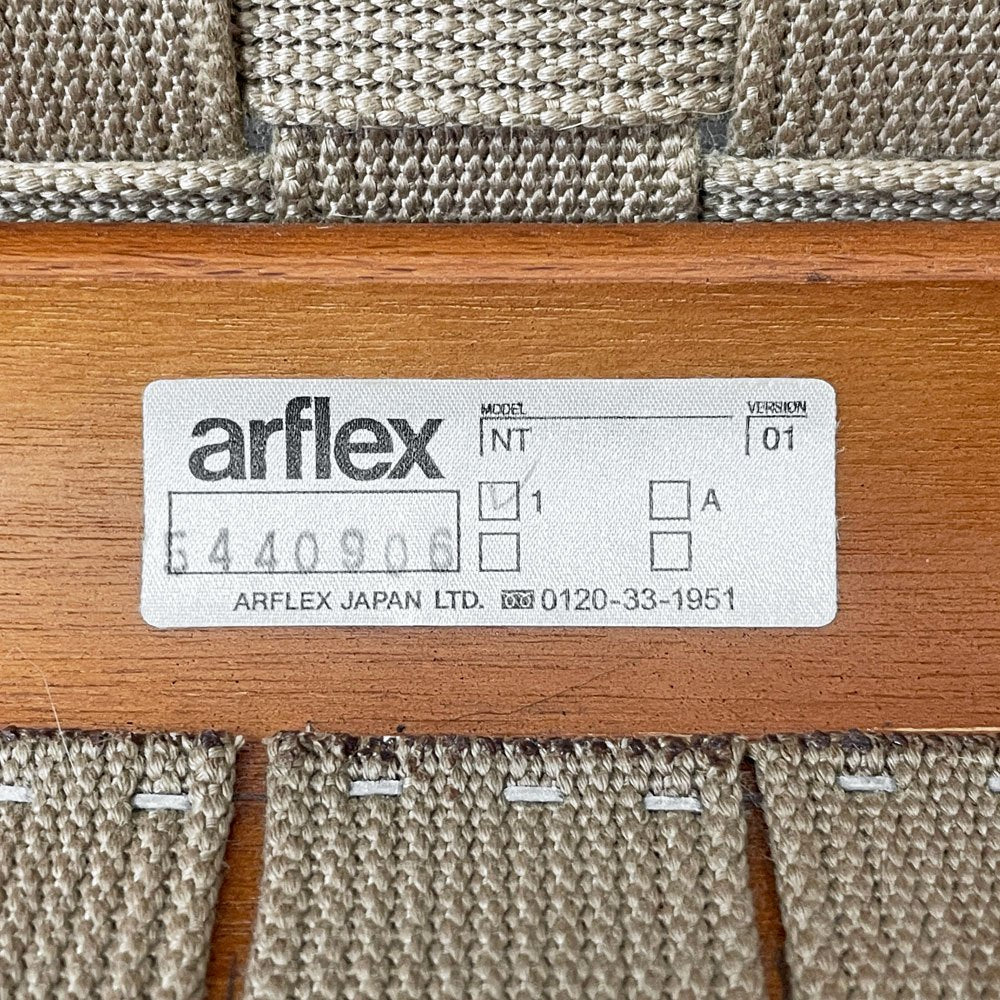 arflex
MODEL
NT
VERSION
01
1
A
5440906
ARFLEX JAPAN LTD. 0120-33-1951